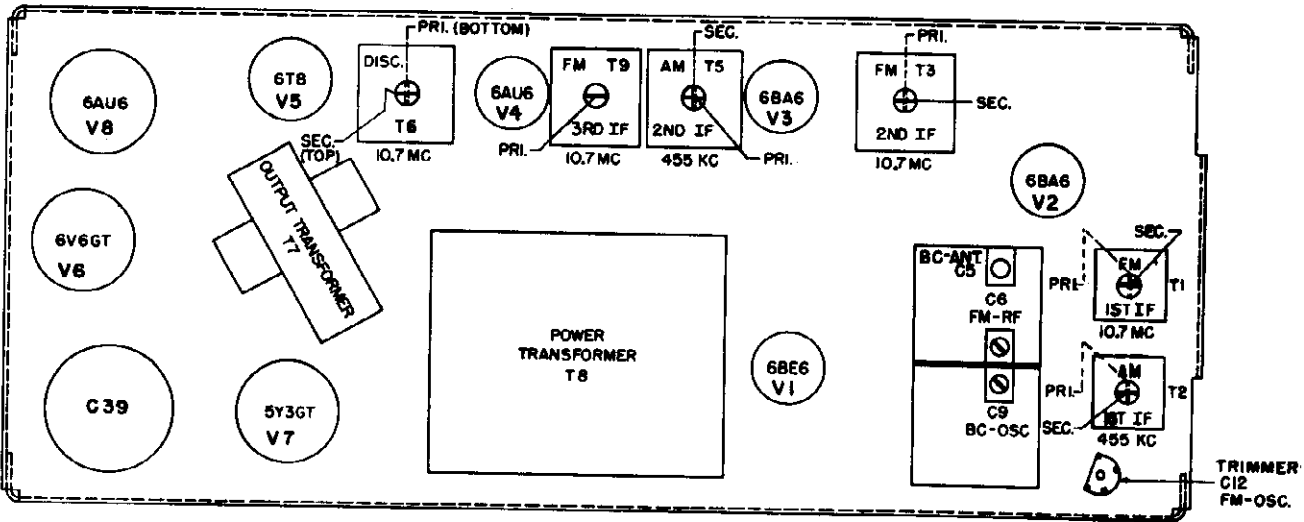 PRI. (BOTTOM)
SEC.
PRI.
6AU6
V8
6T8
V5
DISC.
T6
SEC.
(TOP)
10.7 MC
6AU6
V4
FM T9
3RD IF
PRI.
10.7 MC
AM T5
2ND IF
455 KC
PRI.
6BA6
V3
FM T3
2ND IF
SEC.
10.7 MC
6BA6
V2
6V6GT
V6
OUTPUT TRANSFORMER
T7
BC-ANT
C5
C6
FM-RF
SEC.
PRI.
FM
T1
1ST IF
10.7 MC
POWER
TRANSFORMER
T8
6BE6
V1
C9
BC-OSC
PRI.
AM
T2
1ST IF
SEC.
455 KC
C39
5Y3GT
V7
TRIMMER
C12
FM-OSC.